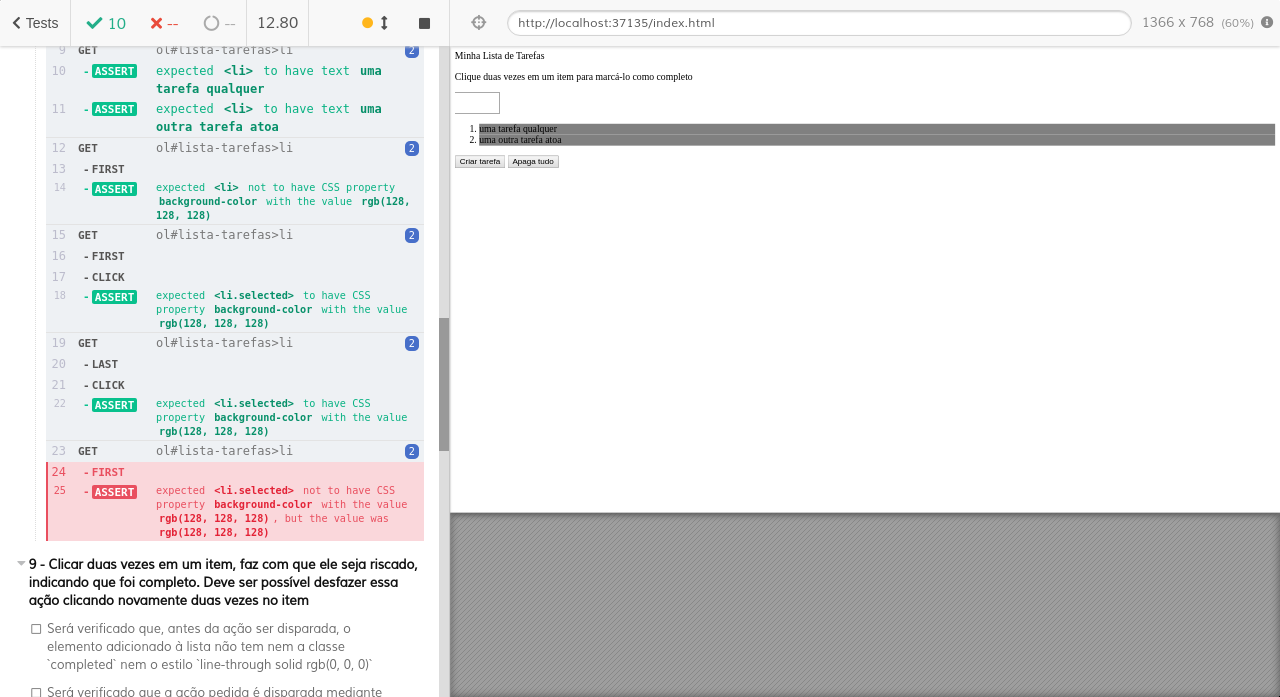 Tests
10
--
--
12.80
http://localhost:37135/index.html
1366 x 768 (60%)
9 GET ol#lista-tarefas>li 2
10 -ASSERT expected <li> to have text uma
tarefa qualquer
11 -ASSERT expected <li> to have text uma
outra tarefa atoa
12 GET ol#lista-tarefas>li 2
13 -FIRST
14 -ASSERT expected <li> not to have CSS property
background-color with the value rgb(128,
128, 128)
15 GET ol#lista-tarefas>li 2
16 -FIRST
17 -CLICK
18 -ASSERT expected <li.selected> to have CSS
property background-color with the value
rgb(128, 128, 128)
19 GET ol#lista-tarefas>li 2
20 -LAST
21 -CLICK
22 -ASSERT expected <li.selected> to have CSS
property background-color with the value
rgb(128, 128, 128)
23 GET ol#lista-tarefas>li 2
24 -FIRST
25 -ASSERT expected <li.selected> not to have CSS
property background-color with the value
rgb(128, 128, 128), but the value was
rgb(128, 128, 128)
9 - Clicar duas vezes em um item, faz com que ele seja riscado,
indicando que foi completo. Deve ser possível desfazer essa
ação clicando novamente duas vezes no item
Será verificado que, antes da ação ser disparada, o
elemento adicionado à lista não tem nem a classe
`completed` nem o estilo `line-through solid rgb(0, 0, 0)`
Será verificado que a ação pedida é disparada mediante
Minha Lista de Tarefas
Clique duas vezes em um item para marcá-lo como completo
1. uma tarefa qualquer
2. uma outra tarefa atoa
Criar tarefa Apaga tudo